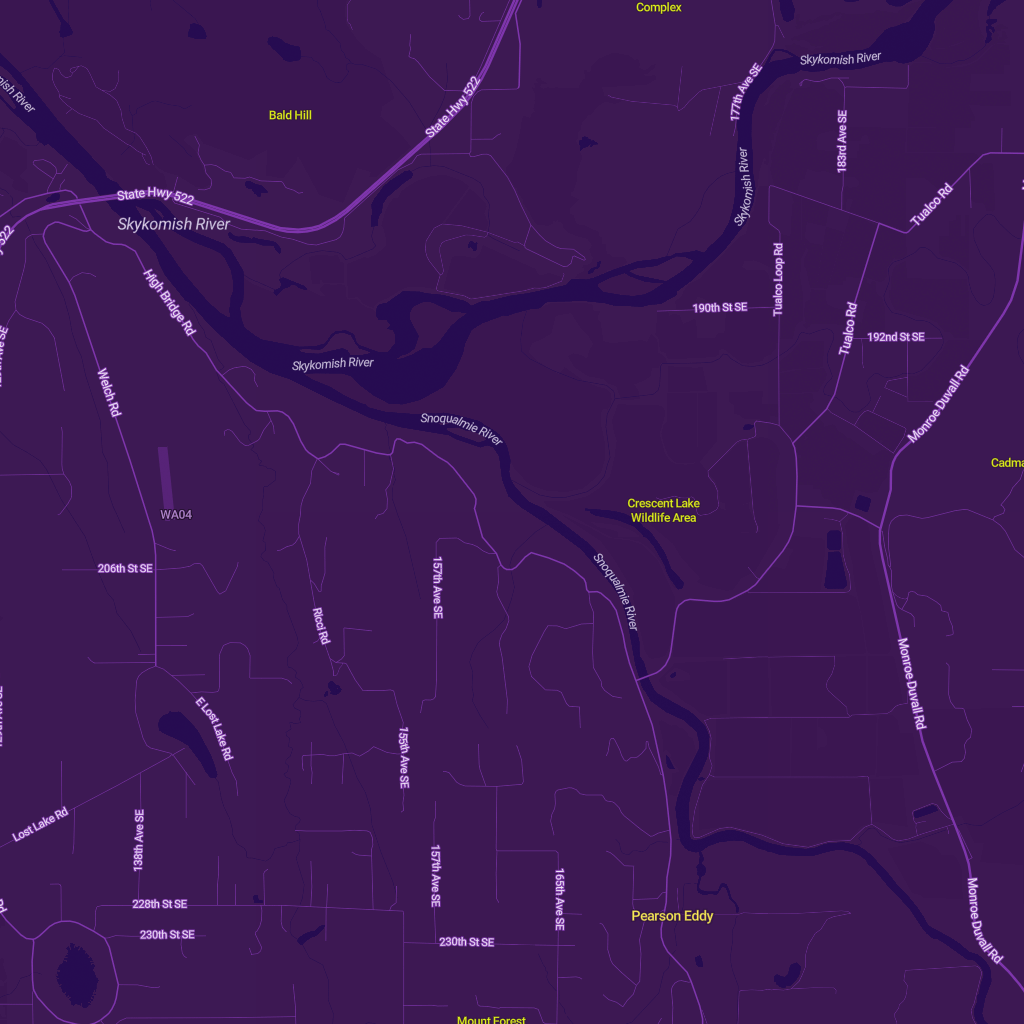 Complex
Skykomish River
177th Ave SE
State Hwy 522
Bald Hill
183rd Ave SE
Skykomish River
State Hwy 522
Tualco Rd
Skykomish River
High Bridge Rd
Tualco Loop Rd
190th St SE
Tualco Rd
192nd St SE
Skykomish River
Welch Rd
Monroe Duvall Rd
Snoqualmie River
WA04
Crescent Lake
Wildlife Area
206th St SE
157th Ave SE
Snoqualmie River
Ricci Rd
Monroe Duvall Rd
E Lost Lake Rd
155th Ave SE
Lost Lake Rd
138th Ave SE
157th Ave SE
165th Ave SE
228th St SE
Pearson Eddy
Monroe Duvall Rd
230th St SE
230th St SE
Mount Forest